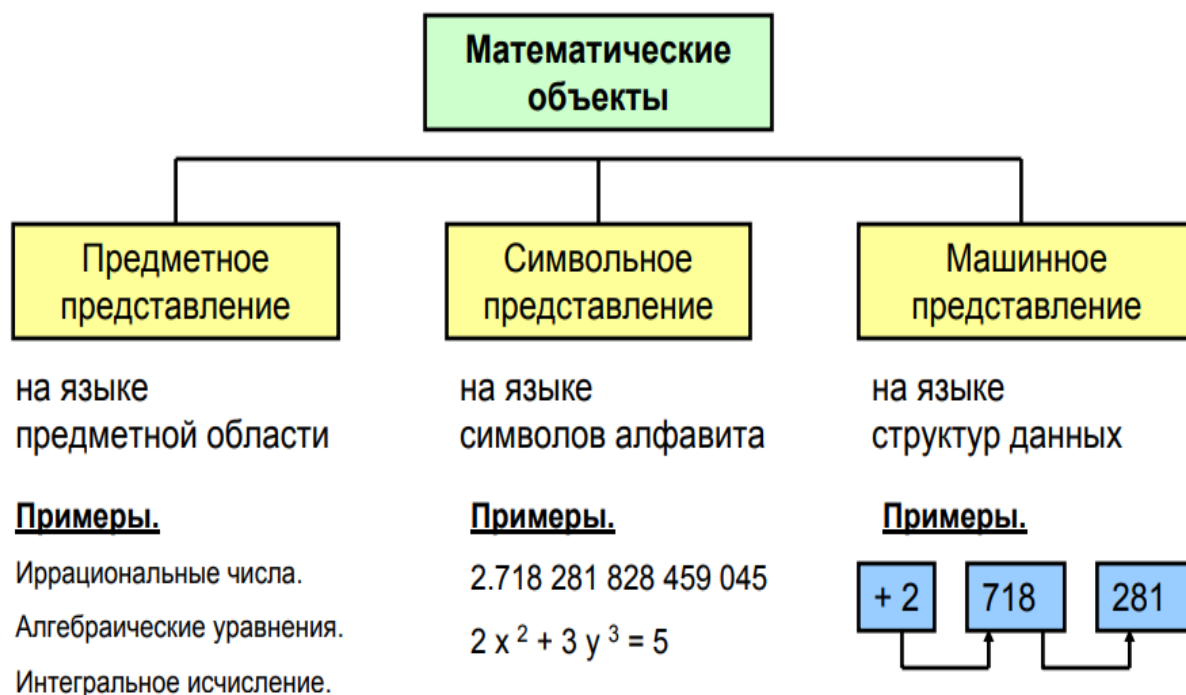 Математические
объекты
Предметное
представление
Символьное
представление
Машинное
представление
на языке
предметной области
на языке
символов алфавита
на языке
структур данных
Примеры.
Иррациональные числа.
Алгебраические уравнения.
Интегральное исчисление.
Примеры.
2.718 281 828 459 045
2 x ² + 3 y ³ = 5
Примеры.
+ 2 718 281